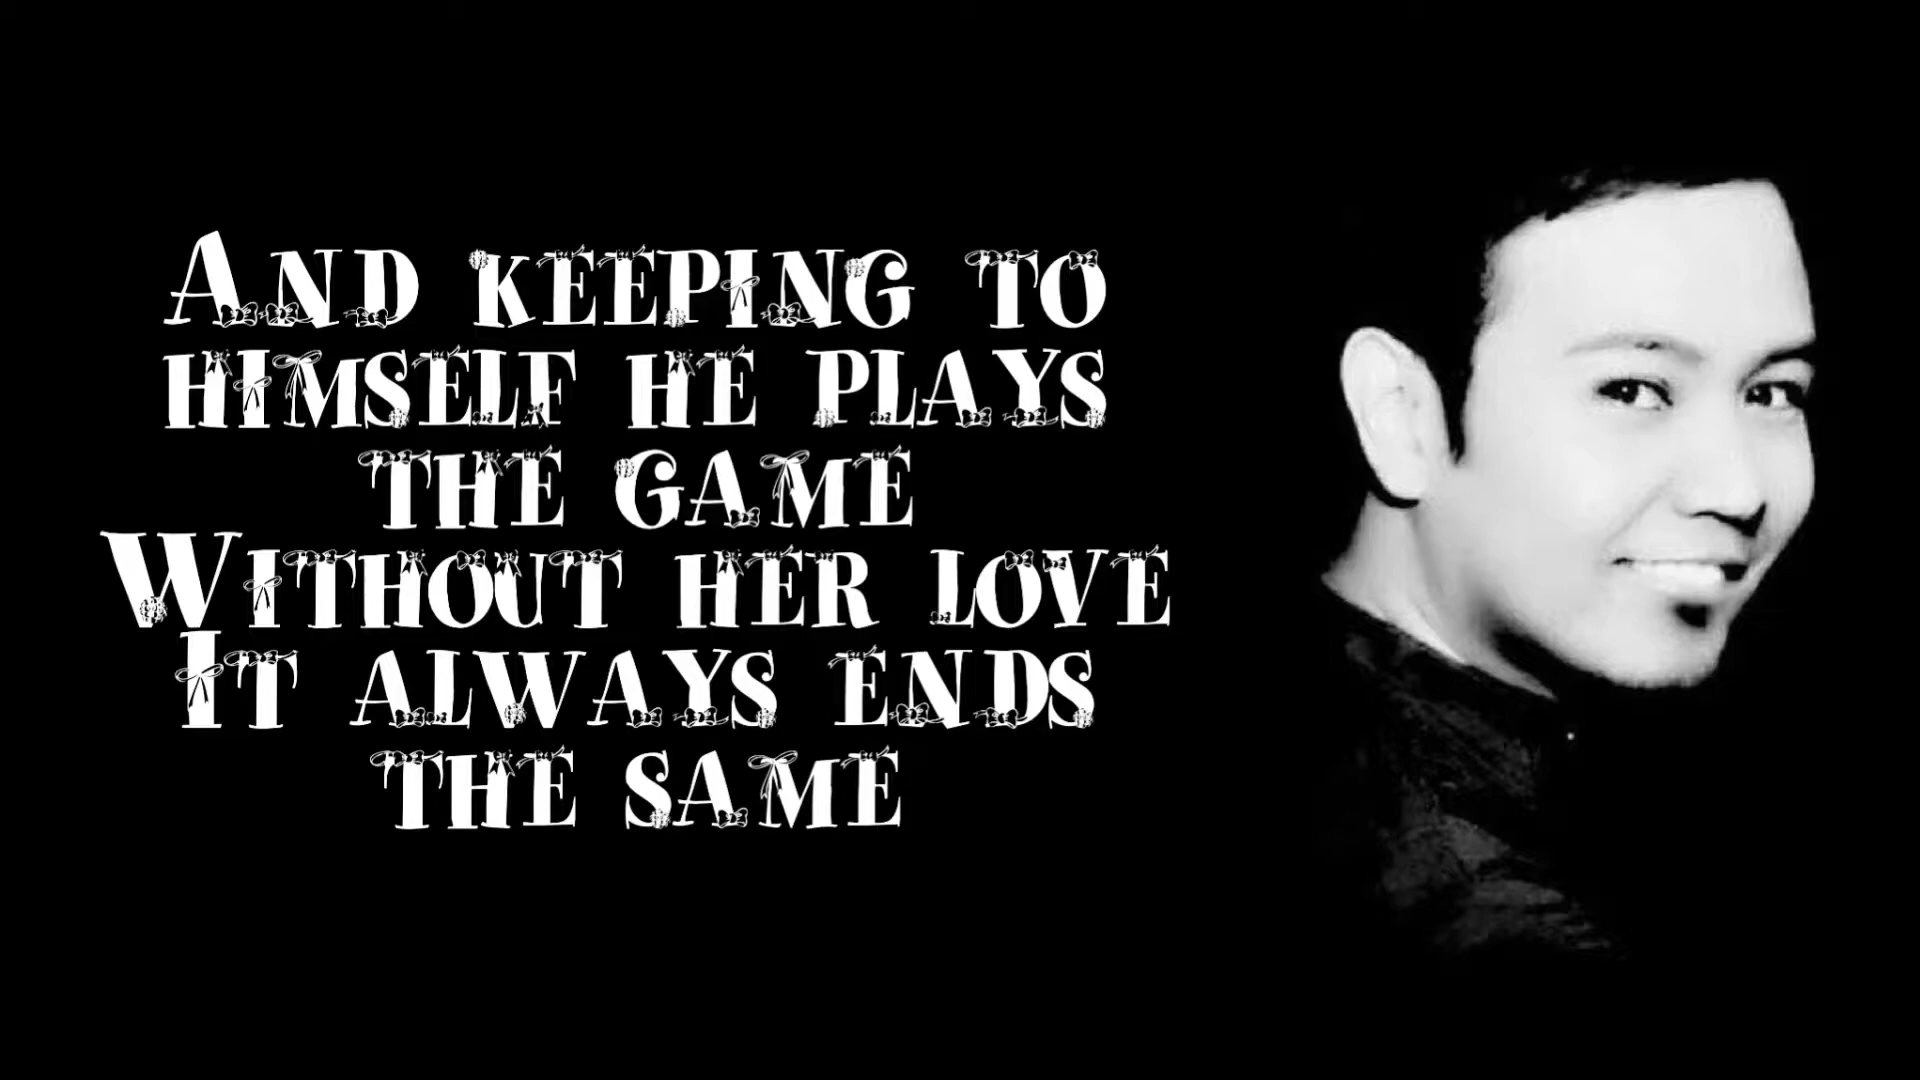 And keeping to
himself he plays
the game
Without her love
It always ends
the same